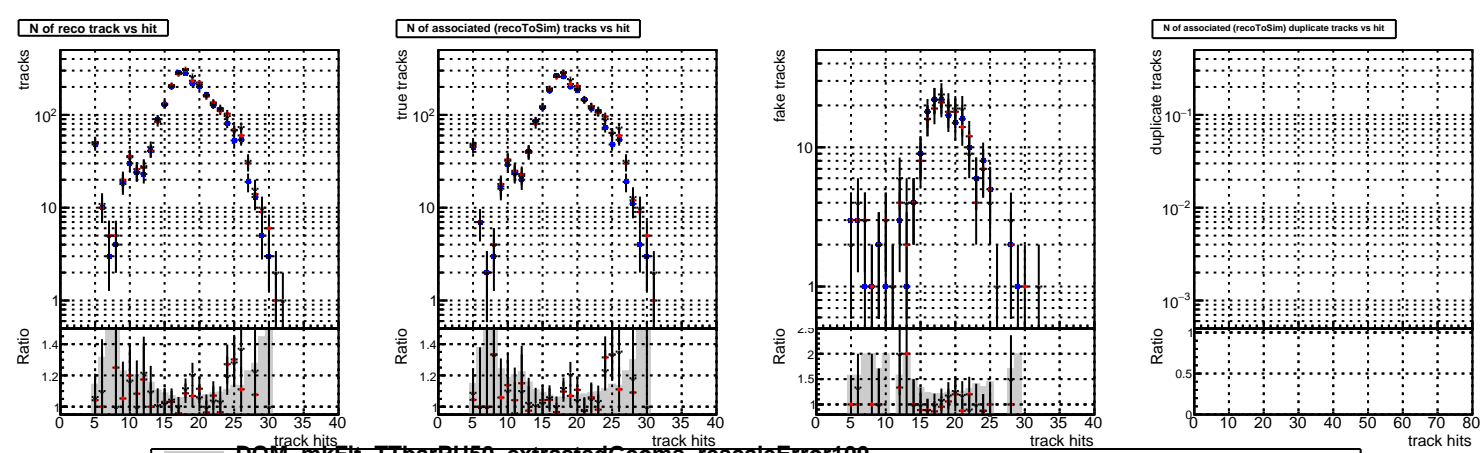 N of reco track vs hit
tracks
10²
10
1
Ratio
1.4
1.2
1
0 5 10 15 20 25 30 35 40
track hits
N of associated (recoToSim) tracks vs hit
true tracks
10²
10
1
Ratio
1.4
1.2
1
0 5 10 15 20 25 30 35 40
track hits
fake tracks
10
1
Ratio
2.5
2
1.5
1
0 5 10 15 20 25 30 35 40
track hits
N of associated (recoToSim) duplicate tracks vs hit
duplicate tracks
10⁻¹
10⁻²
10⁻³
Ratio
1
0.5
0
0 10 20 30 40 50 60 70 80
track hits
DQM_mkFit_TTbarPU50_extractedGeoms_rescaleError100